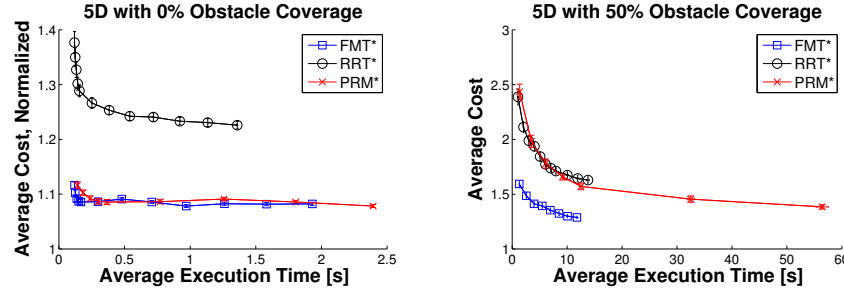 5D with 0% Obstacle Coverage
Average Cost, Normalized
1.4
1.3
1.2
1.1
1
FMT*
RRT*
PRM*
0
0.5
1
1.5
2
2.5
Average Execution Time [s]
5D with 50% Obstacle Coverage
Average Cost
3
2.5
2
1.5
1
FMT*
RRT*
PRM*
0
10
20
30
40
50
60
Average Execution Time [s]